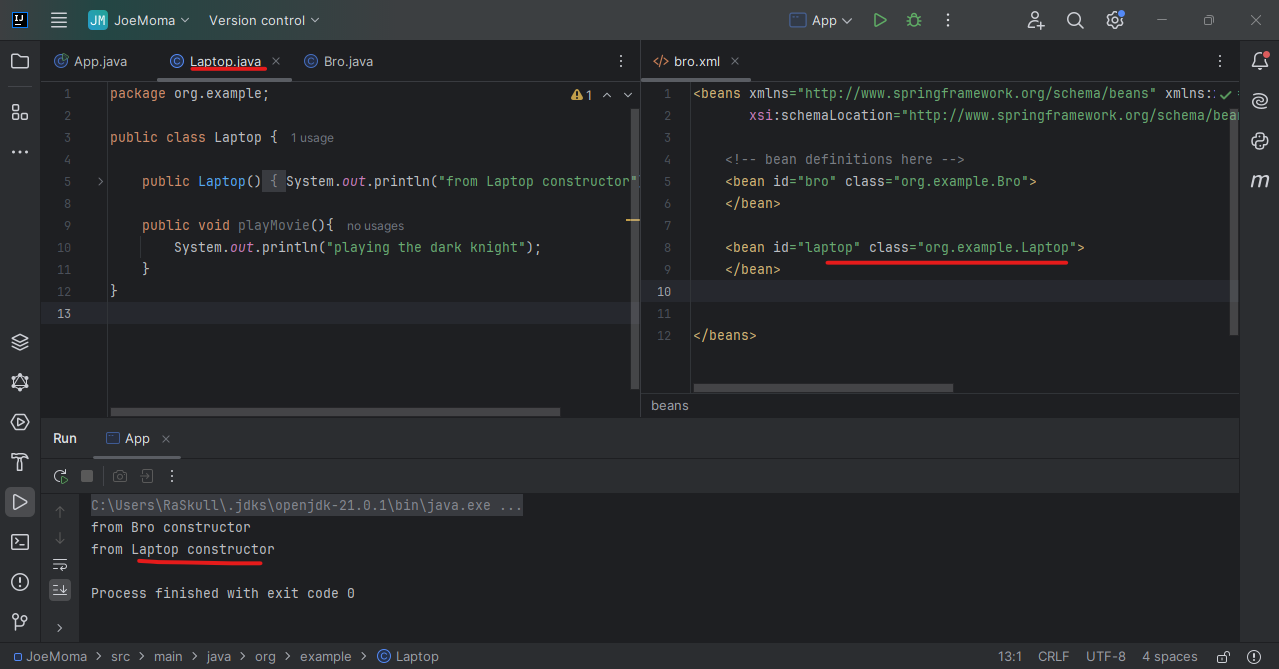 JM JoeMoma Version control App
App.java Laptop.java Bro.java
1 package org.example; 1
2
3 public class Laptop { 1 usage
4
5 public Laptop() { System.out.println("from Laptop constructor"
8
9 public void playMovie(){ no usages
10 System.out.println("playing the dark knight");
11 }
12 }
13
bro.xml
1 <beans xmlns="http://www.springframework.org/schema/beans" xmlns:
2 xsi:schemaLocation="http://www.springframework.org/schema/bea
3
4 <!-- bean definitions here -->
5 <bean id="bro" class="org.example.Bro">
6 </bean>
7
8 <bean id="laptop" class="org.example.Laptop">
9 </bean>
10
11
12 </beans>
beans
Run App
C:\Users\RaSkull\.jdks\openjdk-21.0.1\bin\java.exe ...
from Bro constructor
from Laptop constructor
Process finished with exit code 0
JoeMoma > src > main > java > org > example > Laptop 13:1 CRLF UTF-8 4 spaces